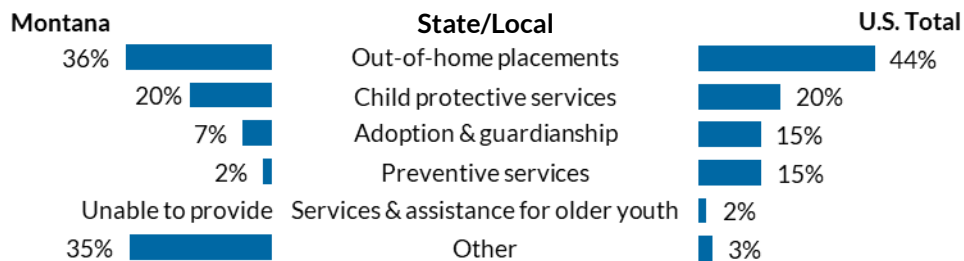 Montana State/Local U.S. Total
36% Out-of-home placements 44%
20% Child protective services 20%
7% Adoption & guardianship 15%
2% Preventive services 15%
Unable to provide Services & assistance for older youth 2%
35% Other 3%